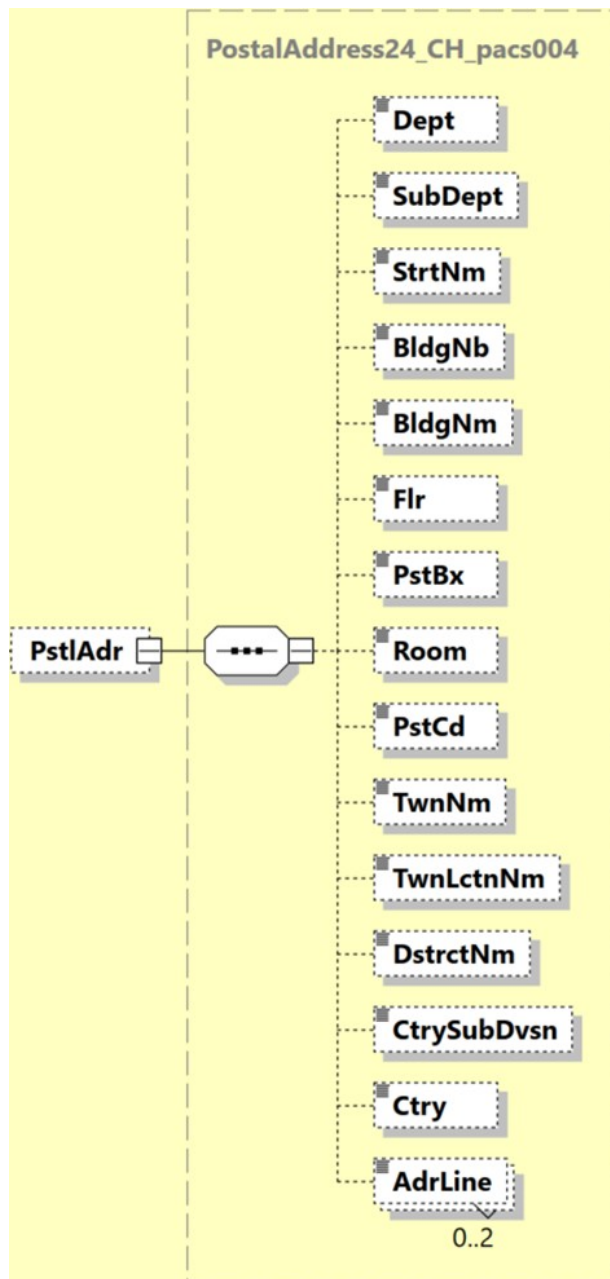 PostalAddress24_CH_pacs004
Dept
SubDept
StrtNm
BldgNb
BldgNm
Flr
PstBx
PstlAdr
Room
PstCd
TwnNm
TwnLctnNm
DstrctNm
CtrySubDvsn
Ctry
AdrLine
0..2